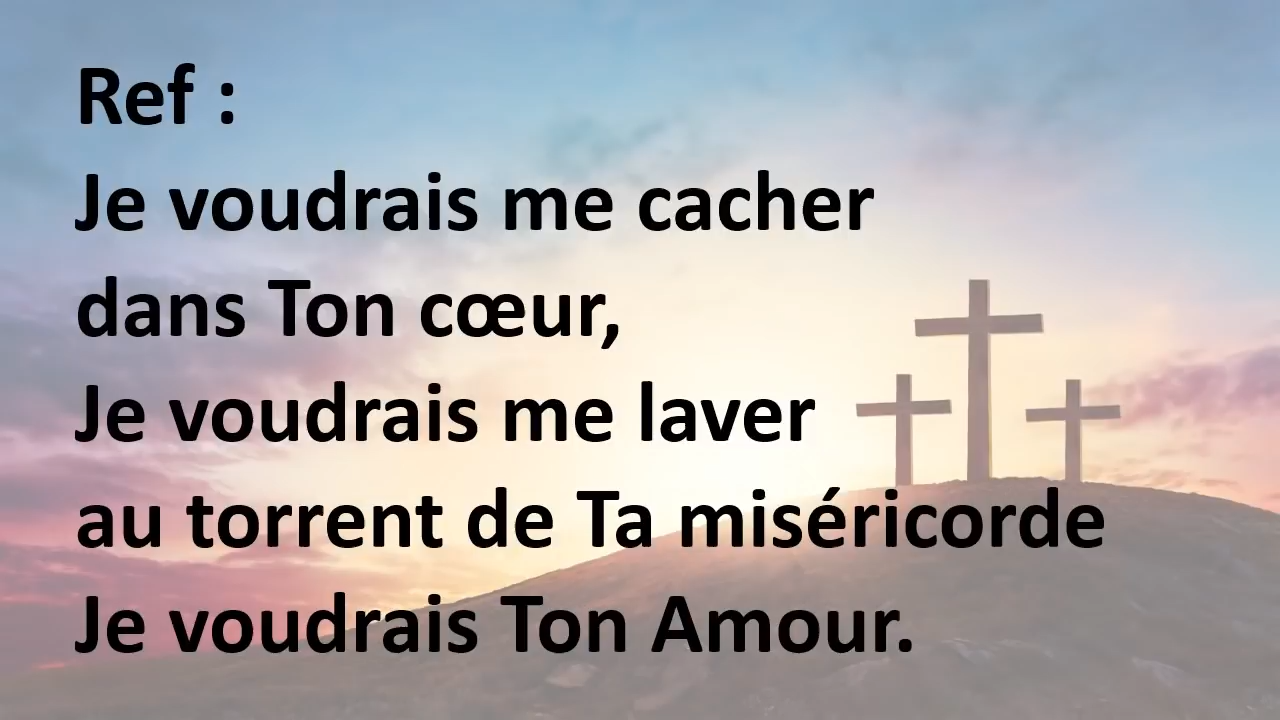 Ref :
Je voudrais me cacher
dans Ton cœur,
Je voudrais me laver
au torrent de Ta miséricorde
Je voudrais Ton Amour.